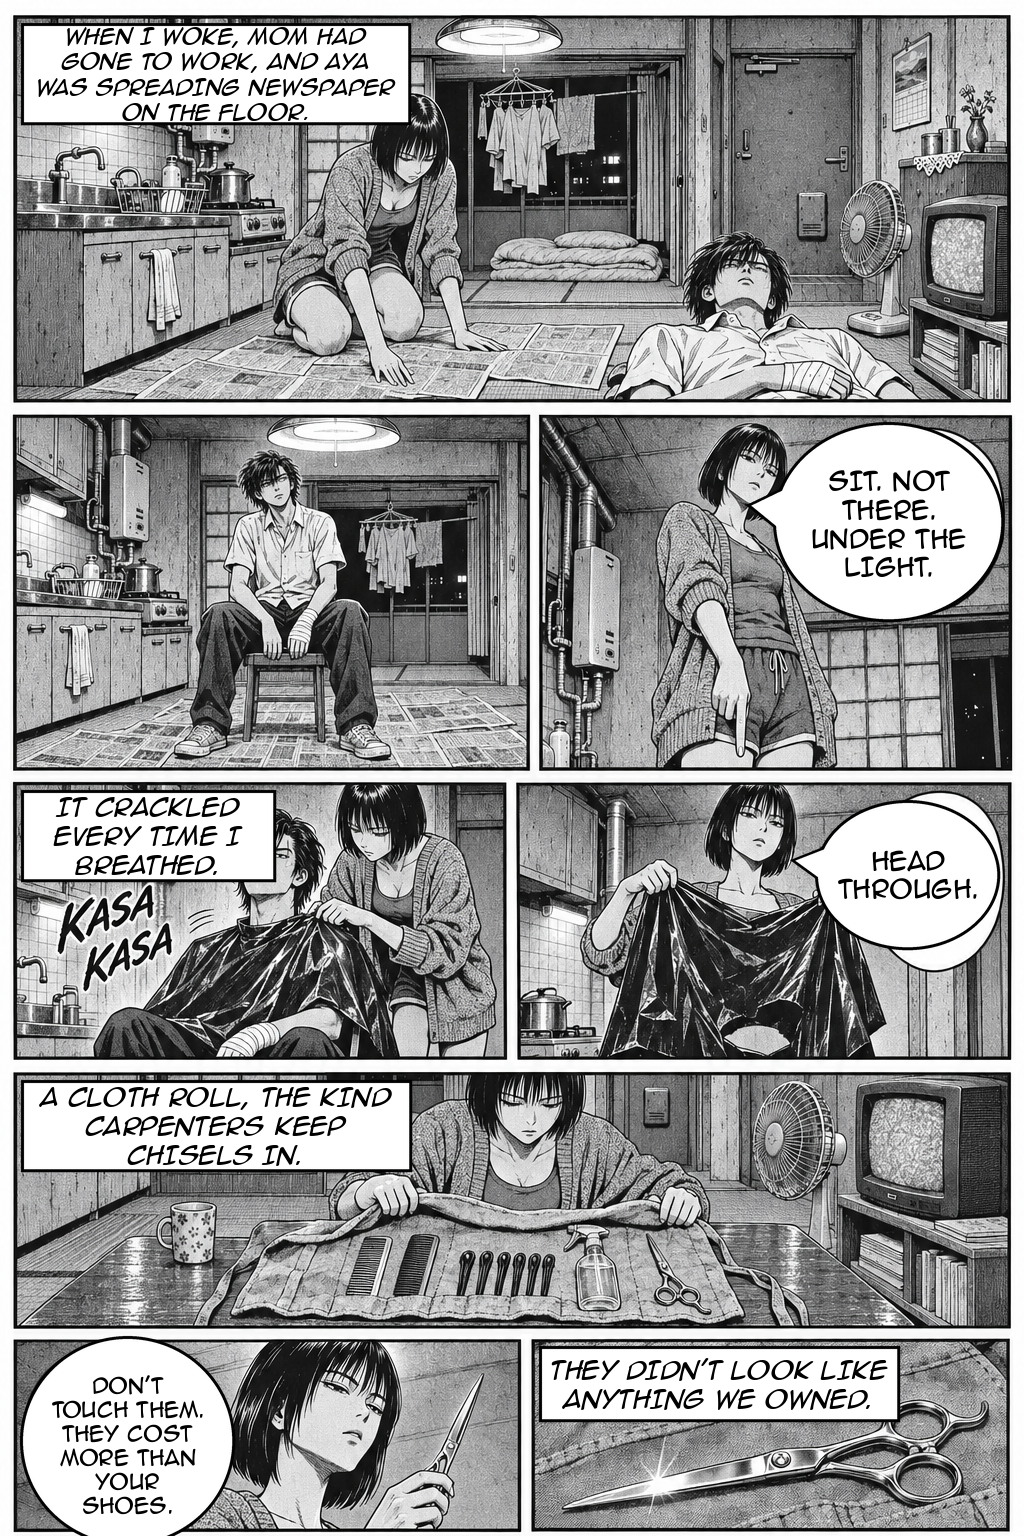 WHEN I WOKE, MOM HAD
GONE TO WORK, AND AYA
WAS SPREADING NEWSPAPER
ON THE FLOOR.
SIT. NOT
THERE.
UNDER THE
LIGHT.
IT CRACKLED
EVERY TIME I
BREATHED.
KASA
KASA
HEAD
THROUGH.
A CLOTH ROLL, THE KIND
CARPENTERS KEEP
CHISELS IN.
DON'T
TOUCH THEM.
THEY COST
MORE THAN
YOUR
SHOES.
THEY DIDN'T LOOK LIKE
ANYTHING WE OWNED.